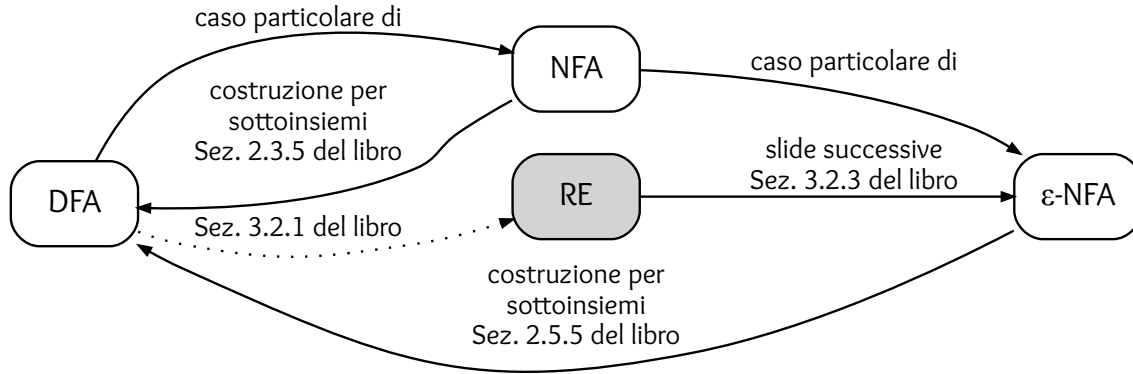 caso particolare di
NFA
caso particolare di
costruzione per
sottoinsiemi
Sez. 2.3.5 del libro
slide successive
Sez. 3.2.3 del libro
DFA
RE
ε-NFA
Sez. 3.2.1 del libro
costruzione per
sottoinsiemi
Sez. 2.5.5 del libro